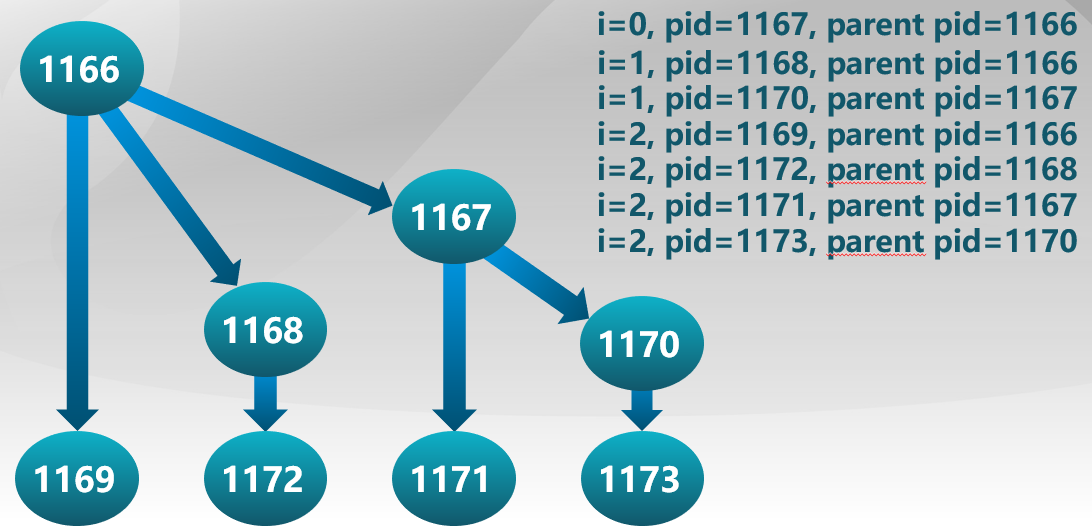 i=0, pid=1167, parent pid=1166
i=1, pid=1168, parent pid=1166
i=1, pid=1170, parent pid=1167
i=2, pid=1169, parent pid=1166
i=2, pid=1172, parent pid=1168
i=2, pid=1171, parent pid=1167
i=2, pid=1173, parent pid=1170
1166
1167
1168
1170
1169
1172
1171
1173